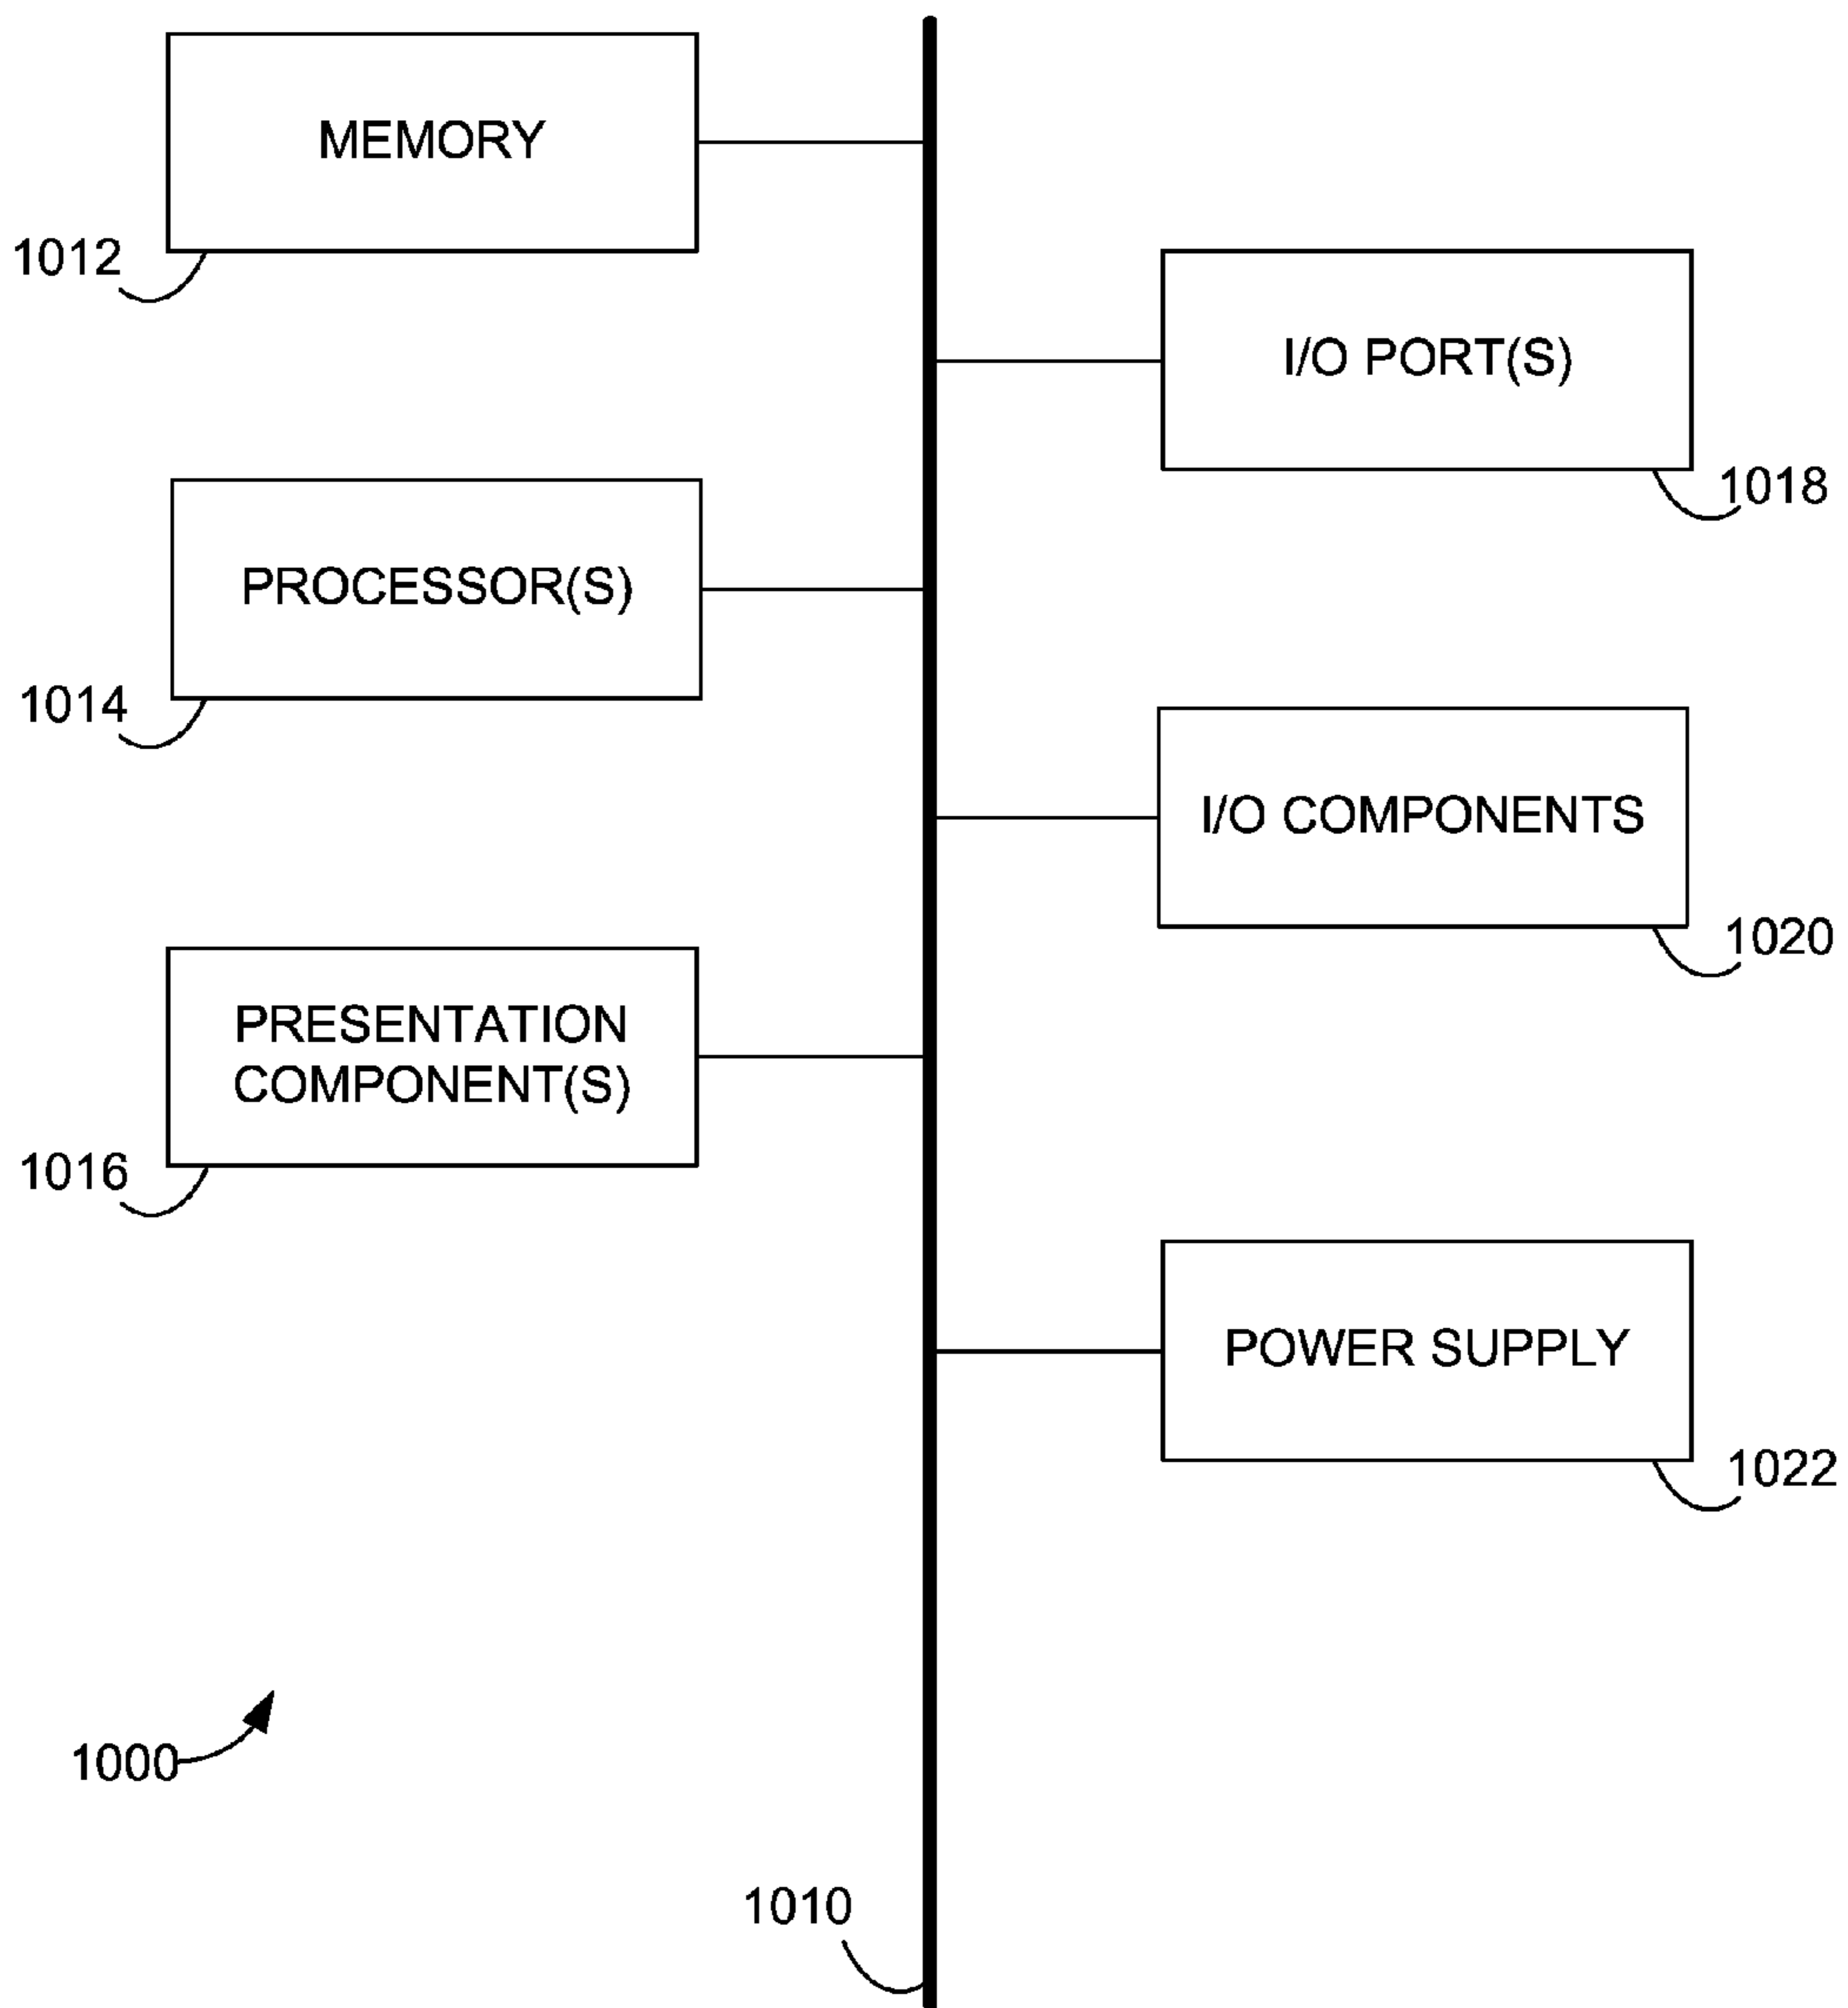 MEMORY
1012
I/O PORT(S)
1018
PROCESSOR(S)
1014
I/O COMPONENTS
1020
PRESENTATION
COMPONENT(S)
1016
POWER SUPPLY
1022
1000
1010